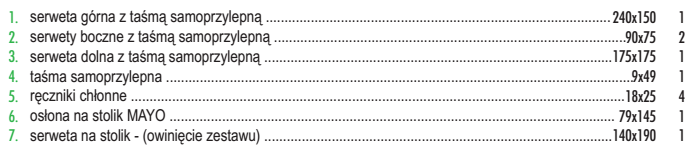 1. serweta górna z taśmą samoprzylepną ........................ 240x150 1
2. serwety boczne z taśmą samoprzylepną ........................ 90x75 2
3. serweta dolna z taśmą samoprzylepną ........................ 175x175 1
4. taśma samoprzylepna ........................ 9x49 1
5. ręczniki chłonne ........................ 18x25 4
6. osłona na stolik MAYO ........................ 79x145 1
7. serweta na stolik - (owinięcie zestawu) ........................ 140x190 1